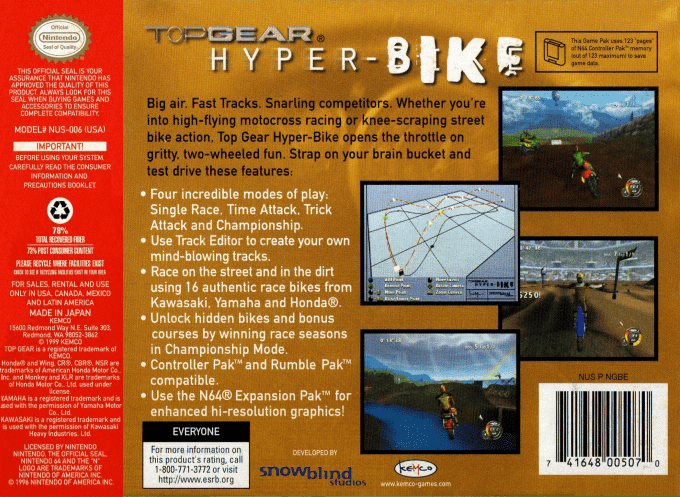 Official
Nintendo
Seal of Quality
THIS OFFICIAL SEAL IS YOUR
ASSURANCE THAT NINTENDO HAS
APPROVED THE QUALITY OF THIS
PRODUCT. ALWAYS LOOK FOR THIS
SEAL WHEN BUYING GAMES AND
ACCESSORIES TO ENSURE
COMPLETE COMPATIBILITY.
MODEL# NUS-006 (USA)
IMPORTANT!
BEFORE USING YOUR SYSTEM,
CAREFULLY READ THE CONSUMER
INFORMATION AND
PRECAUTIONS BOOKLET.
78%
TOTAL RECOVERED FIBER
75% POST CONSUMER CONTENT
PLEASE RECYCLE WHERE FACILITIES EXIST
CHECK TO SEE IF RECYCLING FACILITIES EXIST IN YOUR AREA
FOR SALES, RENTAL AND USE
ONLY IN USA, CANADA, MEXICO
AND LATIN AMERICA
MADE IN JAPAN
KEMCO
15600 Redmond Way N.E. Suite 303,
Redmond, WA 98052-3862
© 1999 KEMCO
TOP GEAR is a registered trademark of
KEMCO.
Honda® and Wing, CR®, CBR®, NSR are
trademarks of American Honda Motor Co.,
Inc. and Monkey and XLR are trademarks
of Honda Motor Co., Ltd. used under
license
YAMAHA is a registered trademark and is
used with the permission of Yamaha Motor
Co., Ltd.
KAWASAKI is a registered trademark and
is used with the permission of Kawasaki
Heavy Industries, Ltd.
LICENSED BY NINTENDO
NINTENDO, THE OFFICIAL SEAL,
NINTENDO 64 AND THE "N"
LOGO ARE TRADEMARKS OF
NINTENDO OF AMERICA INC.
© 1996 NINTENDO OF AMERICA INC.
TOP GEAR®
HYPER-BIKE
This Game Pak uses 123 "pages"
of N64 Controller Pak™ memory
(out of 123 maximum) to save
game data.
Big air. Fast Tracks. Snarling competitors. Whether you're
into high-flying motocross racing or knee-scraping street
bike action, Top Gear Hyper-Bike opens the throttle on
gritty, two-wheeled fun. Strap on your brain bucket and
test drive these features:
• Four incredible modes of play:
Single Race, Time Attack, Trick
Attack and Championship.
• Use Track Editor to create your own
mind-blowing tracks.
• Race on the street and in the dirt
using 16 authentic race bikes from
Kawasaki, Yamaha and Honda®.
• Unlock hidden bikes and bonus
courses by winning race seasons
in Championship Mode.
• Controller Pak™ and Rumble Pak™
compatible.
• Use the N64® Expansion Pak™ for
enhanced hi-resolution graphics!
HYPER-BIKE
5250!
EVERYONE
For more information on
this product's rating, call
1-800-771-3772 or visit
http://www.esrb.org
DEVELOPED BY
snowblind
studios
KEMCO
www.kemco-games.com
NUS P NGBE
7 41648 00507 0